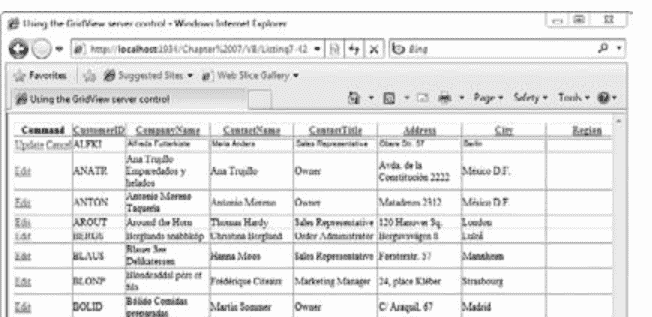 Using the GridView server control - Windows Internet Explorer
http://localhost:2934/Chapter%2007/VB/Listing7-12
Bing
Favorites Suggested Sites Web Slice Gallery
Using the GridView server control Page Safety Tools
Command CustomerID CompanyName ContactName ContactTitle Address City Region
Update Cancel ALFKI Alfreds Futterkiste Maria Anders Sales Representative Obere Str. 57 Berlin
Edit ANATR Ana Trujillo Emparedados y helados Ana Trujillo Owner Avda. de la Constitución 2222 México D.F.
Edit ANTON Antonio Moreno Taquería Antonio Moreno Owner Mataderos 2312 México D.F.
Edit AROUT Around the Horn Thomas Hardy Sales Representative 120 Hanover Sq. London
Edit BERGS Berglunds snabbköp Christina Berglund Order Administrator Berguvsvägen 8 Luleå
Edit BLAUS Blauer See Delikatessen Hanna Moos Sales Representative Forsterstr. 57 Mannheim
Edit BLONP Blondesddsl père et fils Frédérique Citeaux Marketing Manager 24, place Kléber Strasbourg
Edit BOLID Bólido Comidas preparadas Martín Sommer Owner C/ Araquil, 67 Madrid